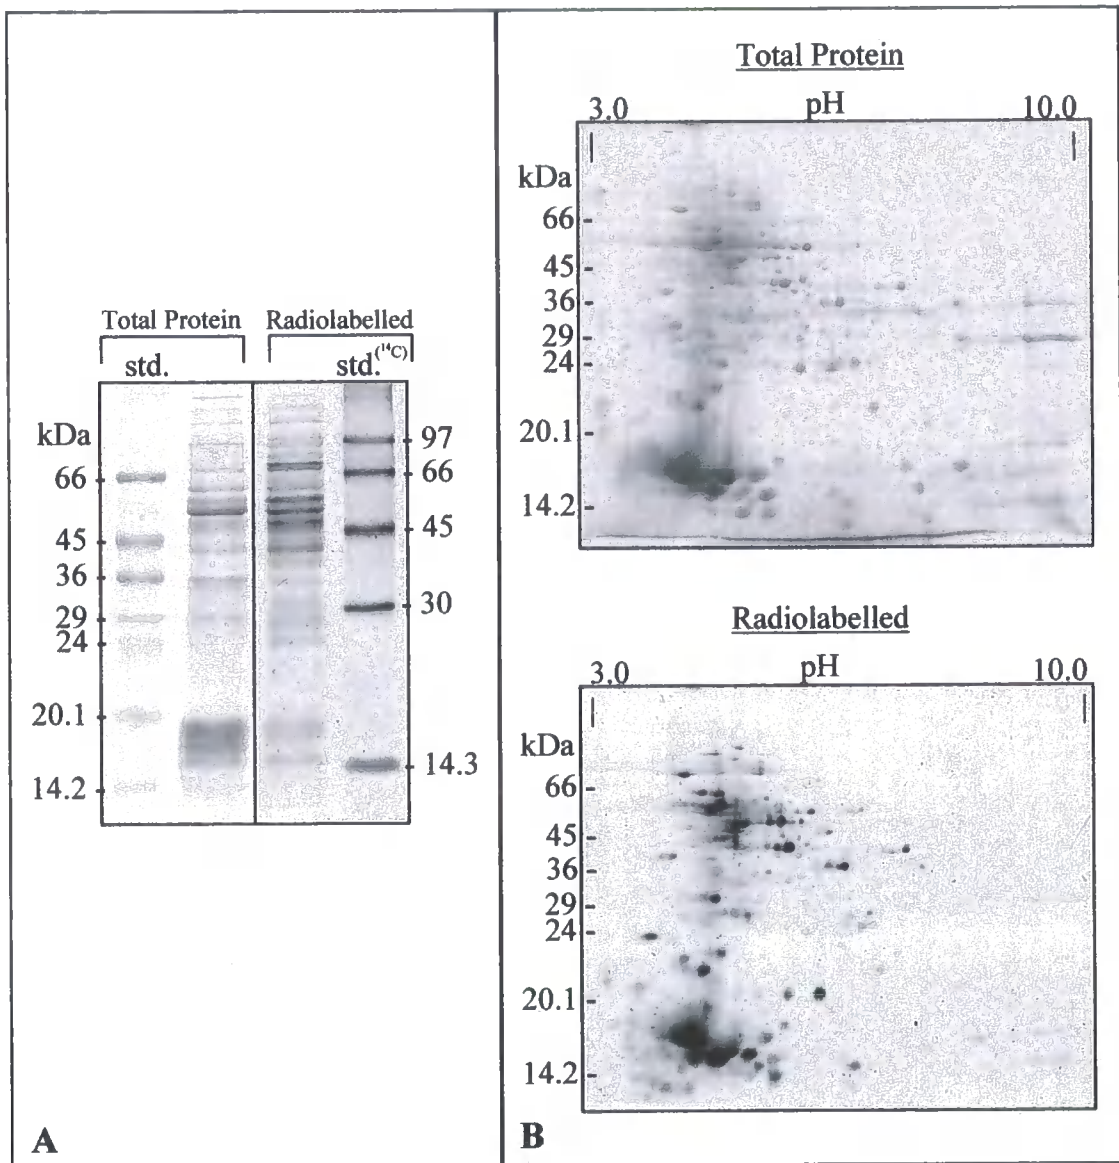 Total Protein Radiolabelled
std. std.(¹⁴C)
kDa
66
45
36
29
24
20.1
14.2
97
66
45
30
14.3
A
Total Protein
3.0 pH 10.0
kDa
66
45
36
29
24
20.1
14.2
Radiolabelled
3.0 pH 10.0
kDa
66
45
36
29
24
20.1
14.2
B